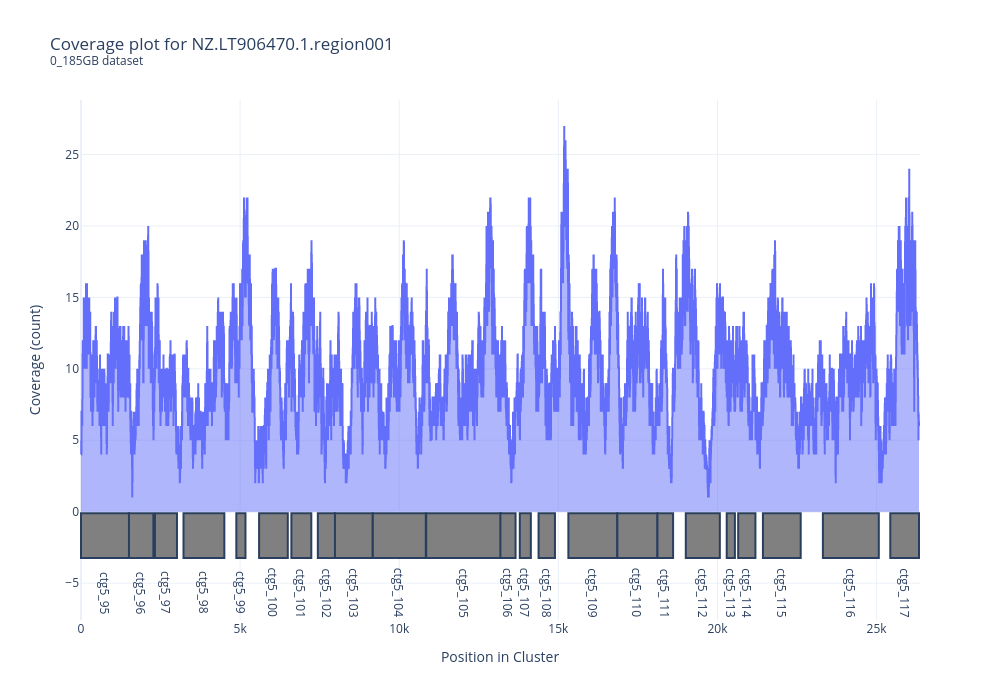 Coverage plot for NZ.LT906470.1.region001
0_185GB dataset
25
20
15
10
5
0
−5
Coverage (count)
ctg5_95
ctg5_96
ctg5_97
ctg5_98
ctg5_99
ctg5_100
ctg5_101
ctg5_102
ctg5_103
ctg5_104
ctg5_105
ctg5_106
ctg5_107
ctg5_108
ctg5_109
ctg5_110
ctg5_111
ctg5_112
ctg5_113
ctg5_114
ctg5_115
ctg5_116
ctg5_117
0 5k 10k 15k 20k 25k
Position in Cluster